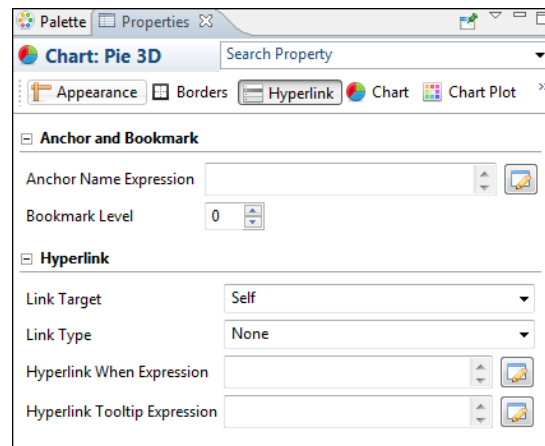 Palette Properties
Chart: Pie 3D Search Property
Appearance Borders Hyperlink Chart Chart Plot »
Anchor and Bookmark
Anchor Name Expression
Bookmark Level 0
Hyperlink
Link Target Self
Link Type None
Hyperlink When Expression
Hyperlink Tooltip Expression